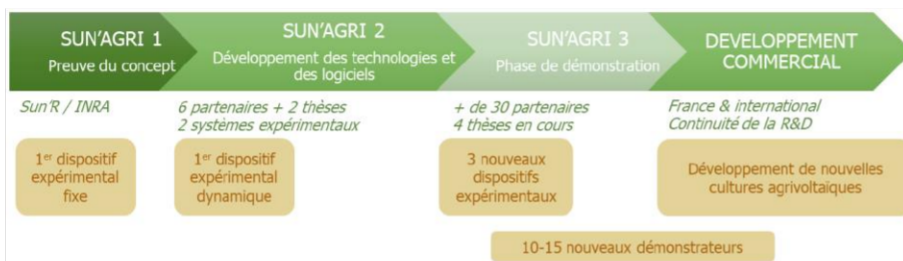 SUN'AGRI 1
Preuve du concept
SUN'AGRI 2
Développement des technologies et
des logiciels
SUN'AGRI 3
Phase de démonstration
DEVELOPPEMENT
COMMERCIAL
Sun'R / INRA
6 partenaires + 2 thèses
2 systèmes expérimentaux
+ de 30 partenaires
4 thèses en cours
France & international
Continuité de la R&D
1er dispositif
expérimental
fixe
1er dispositif
expérimental
dynamique
3 nouveaux
dispositifs
expérimentaux
Développement de nouvelles
cultures agrivoltaïques
10-15 nouveaux démonstrateurs